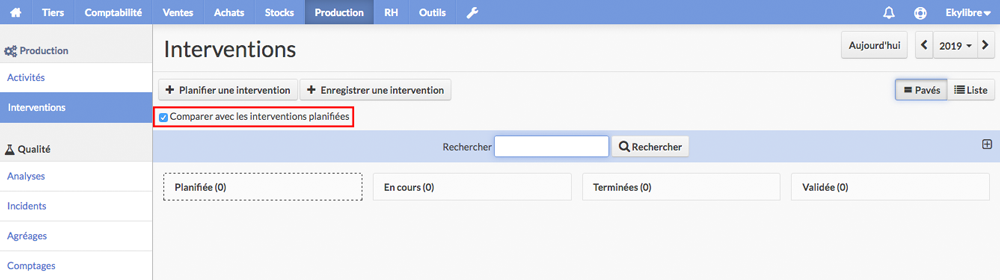 Tiers Comptabilité Ventes Achats Stocks Production RH Outils Ekylibre
Production
Activités
Interventions
Qualité
Analyses
Incidents
Agréages
Comptages
Interventions
Aujourd'hui 2019
Planifier une intervention Enregistrer une intervention Pavés Liste
Comparer avec les interventions planifiées
Rechercher Rechercher
Planifiée (0) En cours (0) Terminées (0) Validée (0)